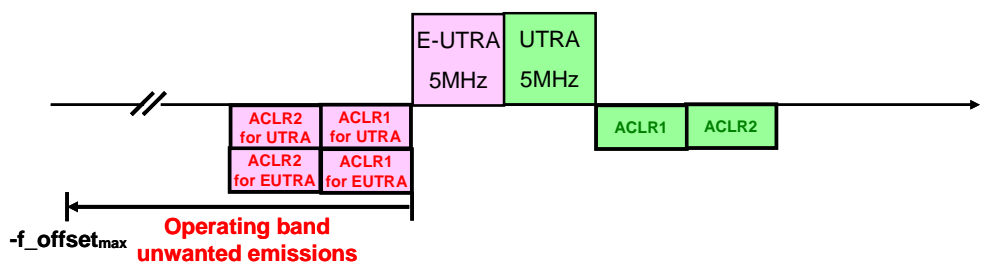 E-UTRA
5MHz
UTRA
5MHz
ACLR2
for UTRA
ACLR1
for UTRA
ACLR1
ACLR2
ACLR2
for EUTRA
ACLR1
for EUTRA
-f_offsetmax
Operating band
unwanted emissions